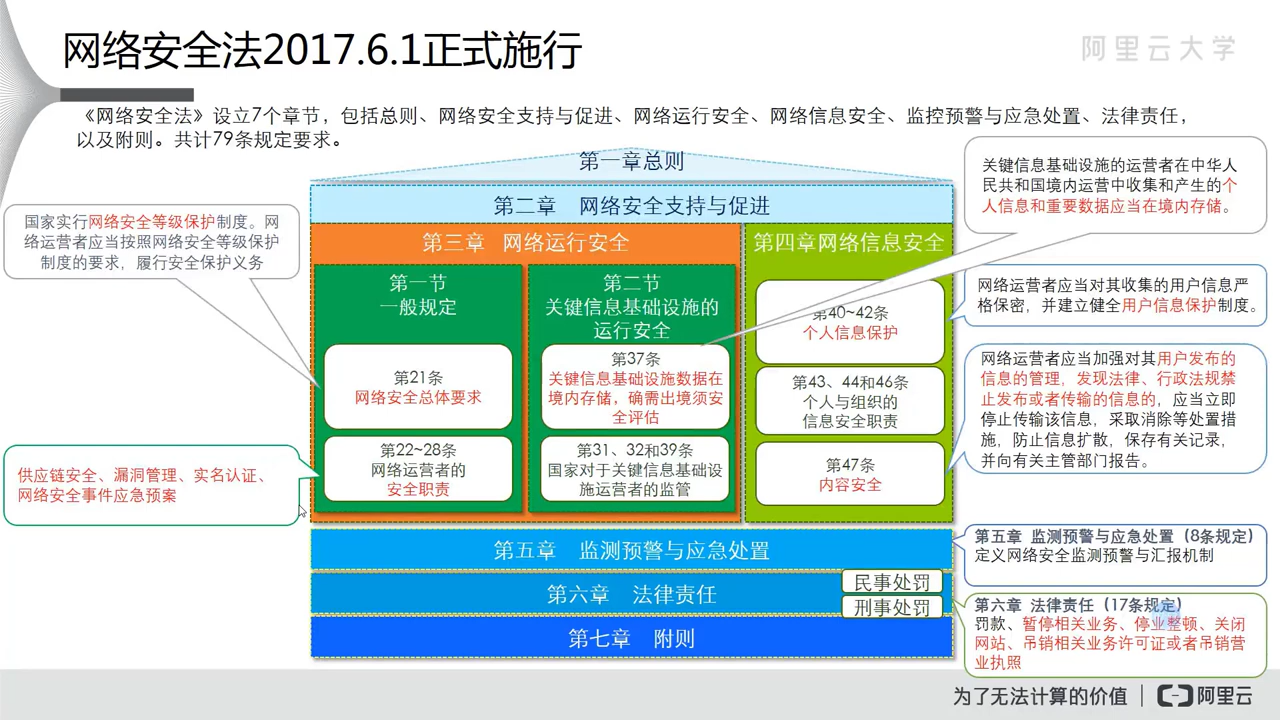 网络安全法2017.6.1正式施行
阿里云大学
《网络安全法》设立7个章节，包括总则、网络安全支持与促进、网络运行安全、网络信息安全、监控预警与应急处置、法律责任，
以及附则。共计79条规定要求。
第一章总则
第二章 网络安全支持与促进
第三章 网络运行安全
第一节
一般规定
第21条
网络安全总体要求
第22~28条
网络运营者的
安全职责
第二节
关键信息基础设施的
运行安全
第37条
关键信息基础设施数据在
境内存储，确需出境须安
全评估
第31、32和39条
国家对于关键信息基础设
施运营者的监管
第四章网络信息安全
第40~42条
个人信息保护
第43、44和46条
个人与组织的
信息安全职责
第47条
内容安全
第五章 监测预警与应急处置
第六章 法律责任
民事处罚
刑事处罚
第七章 附则
国家实行网络安全等级保护制度。网
络运营者应当按照网络安全等级保护
制度的要求，履行安全保护义务
供应链安全、漏洞管理、实名认证、
网络安全事件应急预案
关键信息基础设施的运营者在中华人
民共和国境内运营中收集和产生的个
人信息和重要数据应当在境内存储。
网络运营者应当对其收集的用户信息严
格保密，并建立健全用户信息保护制度。
网络运营者应当加强对其用户发布的
信息的管理，发现法律、行政法规禁
止发布或者传输的信息的，应当立即
停止传输该信息，采取消除等处置措
施，防止信息扩散，保存有关记录，
并向有关主管部门报告。
第五章 监测预警与应急处置（8条规定）
定义网络安全监测预警与汇报机制
第六章 法律责任（17条规定）
罚款、暂停相关业务、停业整顿、关闭
网站、吊销相关业务许可证或者吊销营
业执照
为了无法计算的价值
阿里云